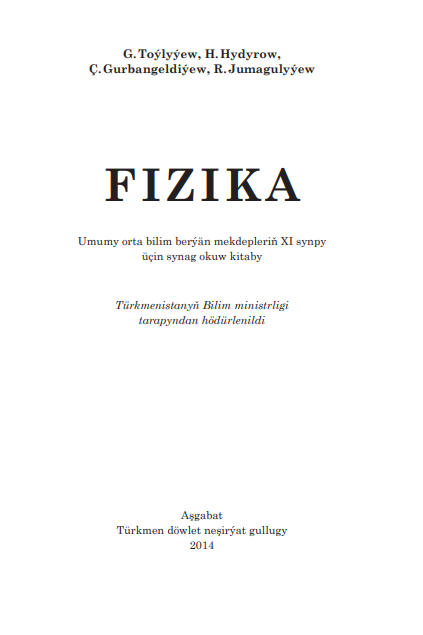 G. Toýlyýew, H. Hydyrow,
Ç. Gurbangeldiýew, R. Jumagulyýew
FIZIKA
Umumy orta bilim berýän mekdepleriň XI synpy
üçin synag okuw kitaby
Türkmenistanyň Bilim ministrligi
tarapyndan hödürlenildi
Aşgabat
Türkmen döwlet neşirýat gullugy
2014